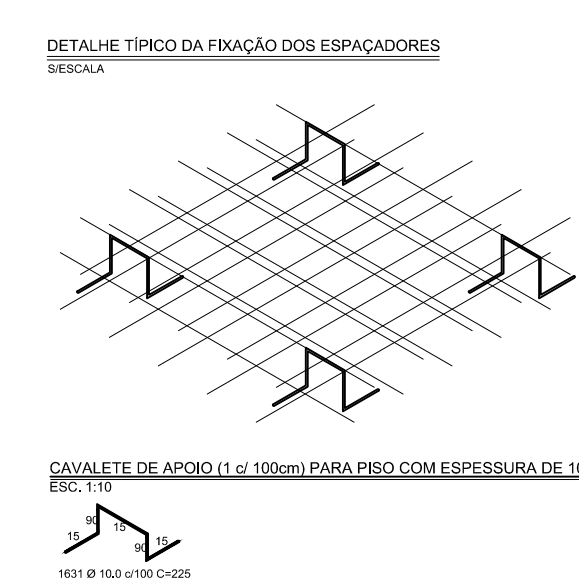 DETALHE TÍPICO DA FIXAÇÃO DOS ESPAÇADORES
S/ESCALA
CAVALETE DE APOIO (1 c/ 100cm) PARA PISO COM ESPESSURA DE 10
ESC. 1:10
90
15
15
90
15
1631 Ø 10.0 c/100 C=225